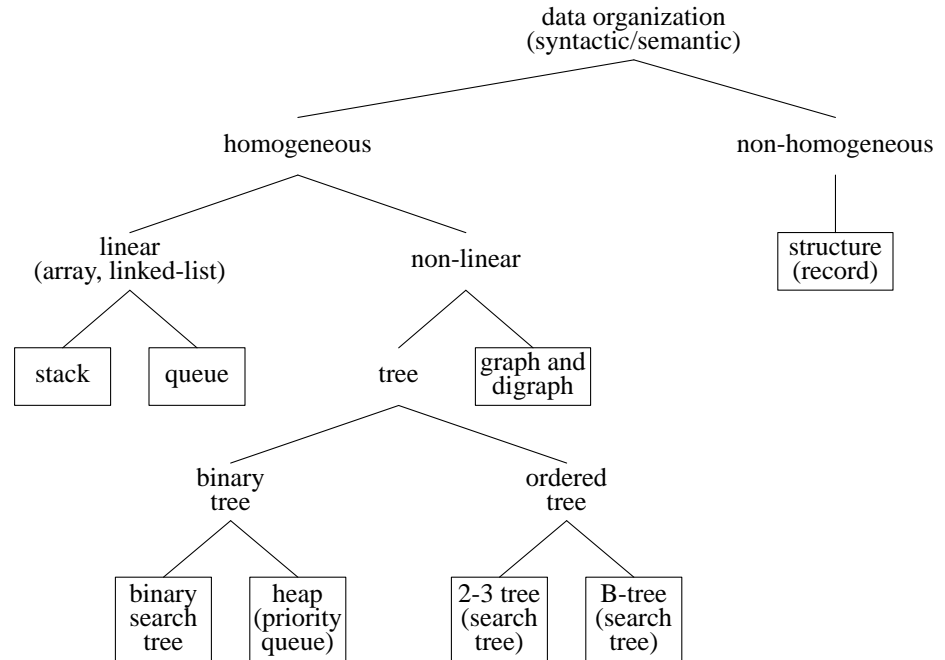 data organization
(syntactic/semantic)
homogeneous
non-homogeneous
linear
(array, linked-list)
non-linear
structure
(record)
stack
queue
tree
graph and
digraph
binary
tree
ordered
tree
binary
search
tree
heap
(priority
queue)
2-3 tree
(search
tree)
B-tree
(search
tree)